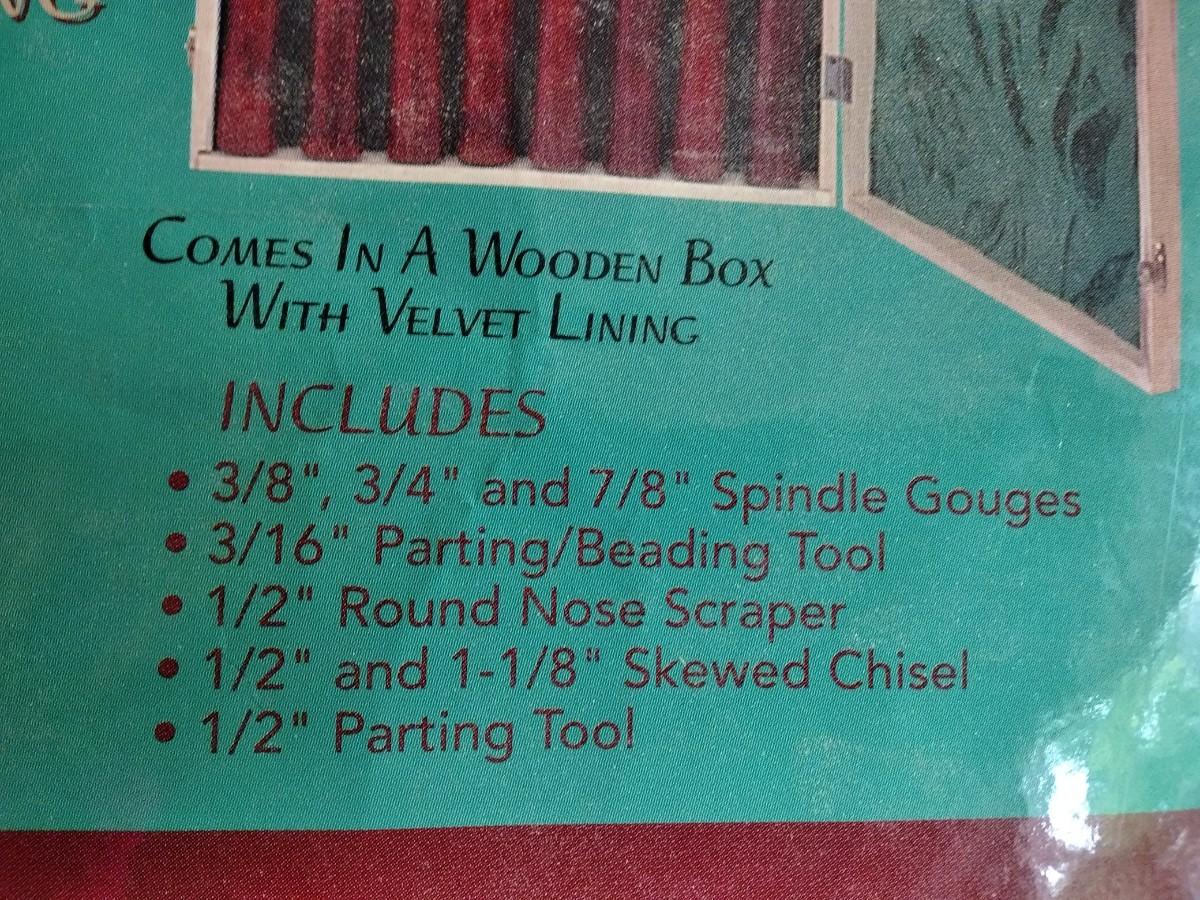 Comes In A Wooden Box
With Velvet Lining
INCLUDES
• 3/8", 3/4" and 7/8" Spindle Gouges
• 3/16" Parting/Beading Tool
• 1/2" Round Nose Scraper
• 1/2" and 1-1/8" Skewed Chisel
• 1/2" Parting Tool